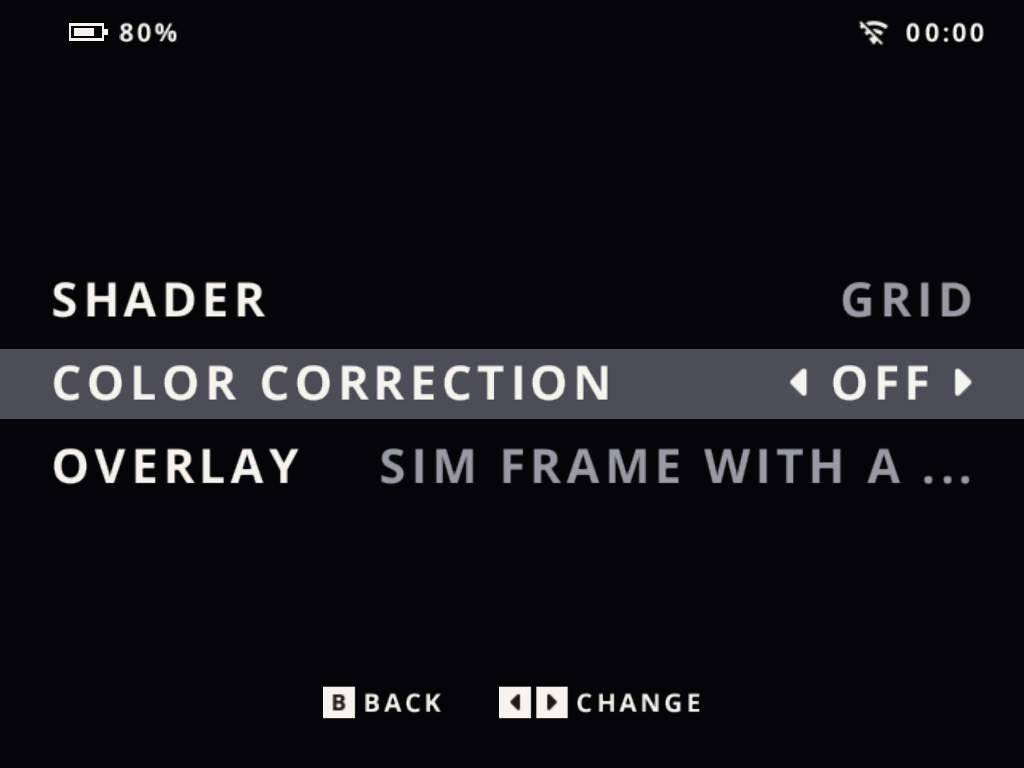 80% 00:00
SHADER GRID
COLOR CORRECTION OFF
OVERLAY SIM FRAME WITH A ...
B BACK CHANGE